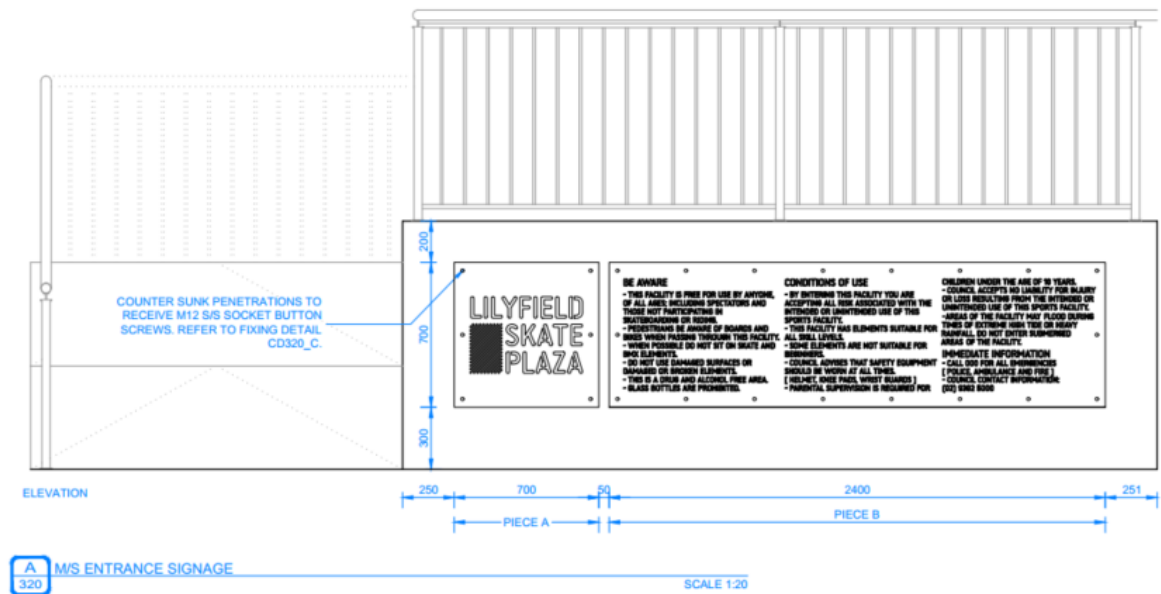 200
700
300
COUNTER SUNK PENETRATIONS TO
RECEIVE M12 S/S SOCKET BUTTON
SCREWS. REFER TO FIXING DETAIL
CD320_C.
LILYFIELD
SKATE
PLAZA
BE AWARE
- THIS FACILITY IS FREE FOR USE BY ANYONE,
OF ALL AGES; INCLUDING SPECTATORS AND
THOSE NOT PARTICIPATING IN
SKATEBOARDING OR RIDING.
- PEDESTRIANS BE AWARE OF BOARDS AND
BIKES WHEN PASSING THROUGH THIS FACILITY.
- WHEN POSSIBLE DO NOT SIT ON SKATE AND
BMX ELEMENTS.
- DO NOT USE DAMAGED SURFACES OR
DAMAGED OR BROKEN ELEMENTS.
- THIS IS A DRUG AND ALCOHOL FREE AREA.
- GLASS BOTTLES ARE PROHIBITED.
CONDITIONS OF USE
- BY ENTERING THIS FACILITY YOU ARE
ACCEPTING ALL RISK ASSOCIATED WITH THE
INTENDED OR UNINTENDED USE OF THIS
SPORTS FACILITY.
- THIS FACILITY HAS ELEMENTS SUITABLE FOR
ALL SKILL LEVELS.
- SOME ELEMENTS ARE NOT SUITABLE FOR
BEGINNERS.
- COUNCIL ADVISES THAT SAFETY EQUIPMENT
SHOULD BE WORN AT ALL TIMES.
[ HELMET, KNEE PADS, WRIST GUARDS ]
- PARENTAL SUPERVISION IS REQUIRED FOR
CHILDREN UNDER THE AGE OF 10 YEARS.
- COUNCIL ACCEPTS NO LIABILITY FOR INJURY
OR LOSS RESULTING FROM THE INTENDED OR
UNINTENDED USE OF THIS SPORTS FACILITY.
-AREAS OF THE FACILITY MAY FLOOD DURING
TIMES OF EXTREME HIGH TIDE OR HEAVY
RAINFALL. DO NOT ENTER SUBMERGED
AREAS OF THE FACILITY.
IMMEDIATE INFORMATION
- CALL 000 FOR ALL EMERGENCIES
[ POLICE, AMBULANCE AND FIRE ]
- COUNCIL CONTACT INFORMATION:
(02)
ELEVATION
250
700
50
2400
251
PIECE A
PIECE B
A
320
M/S ENTRANCE SIGNAGE
SCALE 1:20